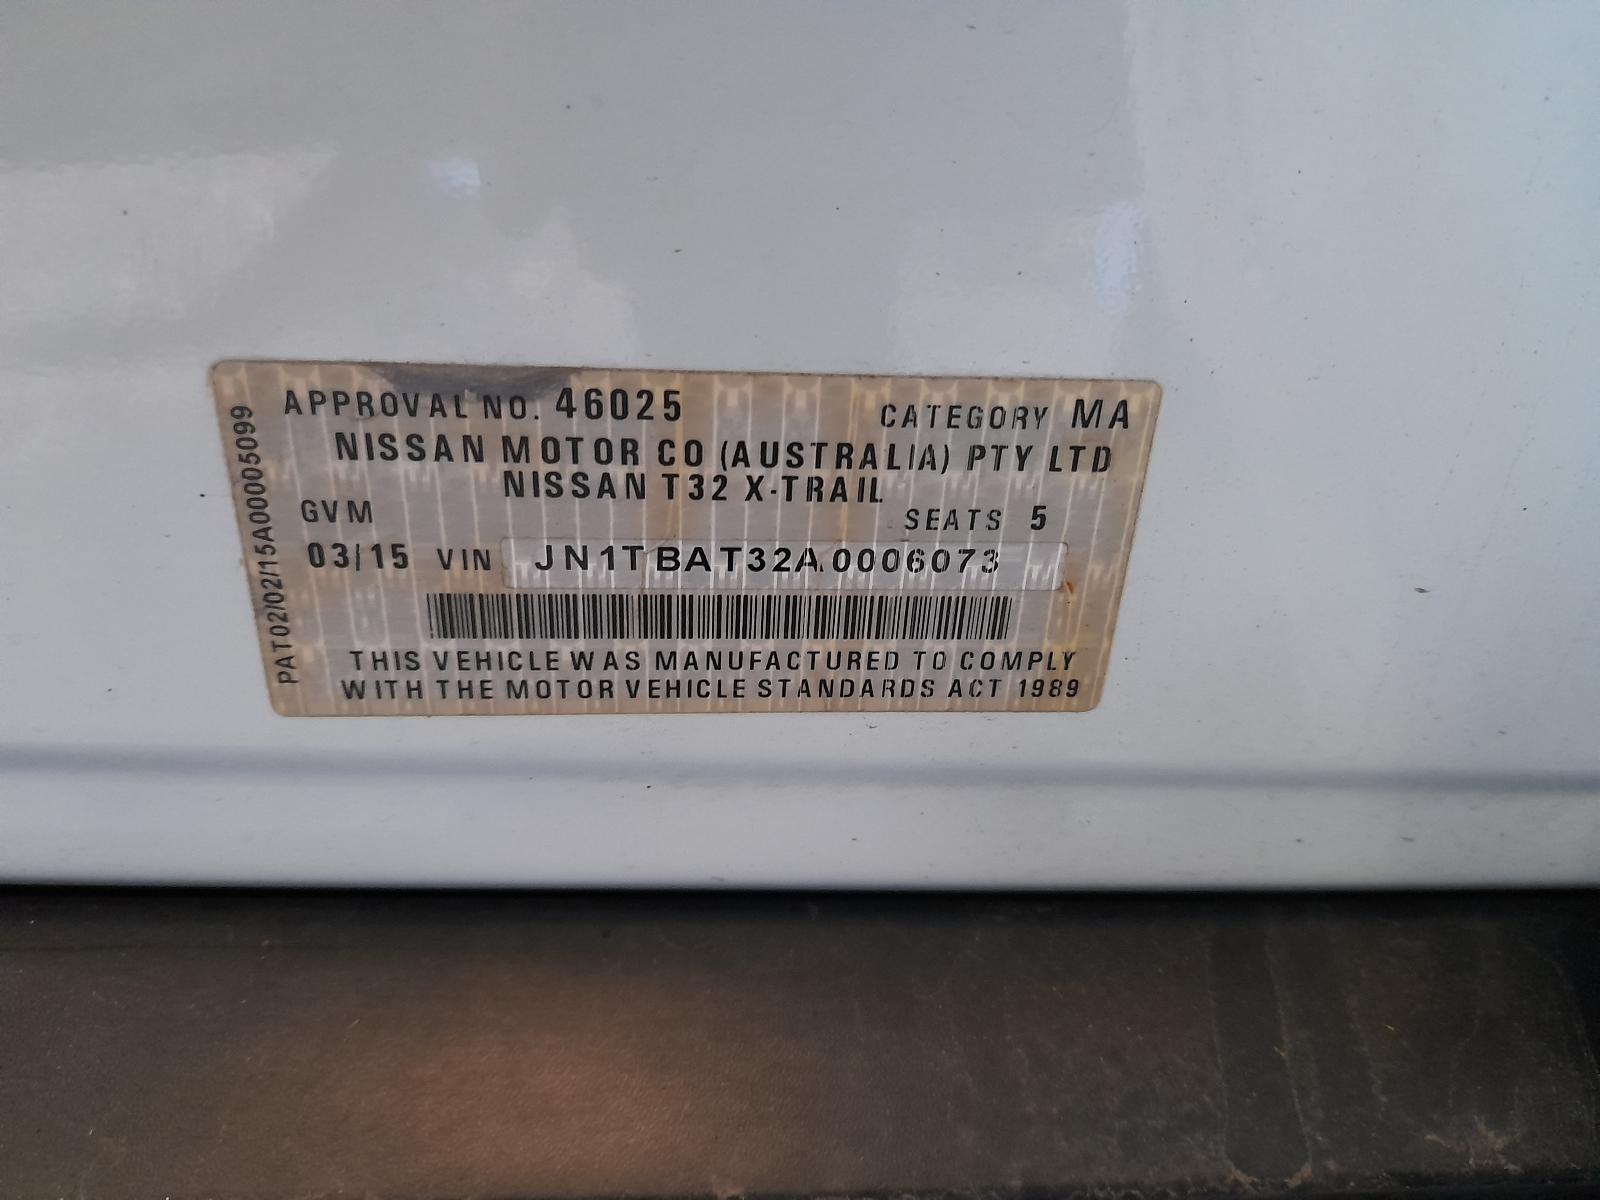 APPROVAL NO. 46025 CATEGORY MA
NISSAN MOTOR CO (AUSTRALIA) PTY LTD
NISSAN T32 X-TRAIL
GVM SEATS 5
03/15 VIN JN1TBAT32A0006073
THIS VEHICLE WAS MANUFACTURED TO COMPLY
WITH THE MOTOR VEHICLE STANDARDS ACT 1989
PAT02/02/15A00005099